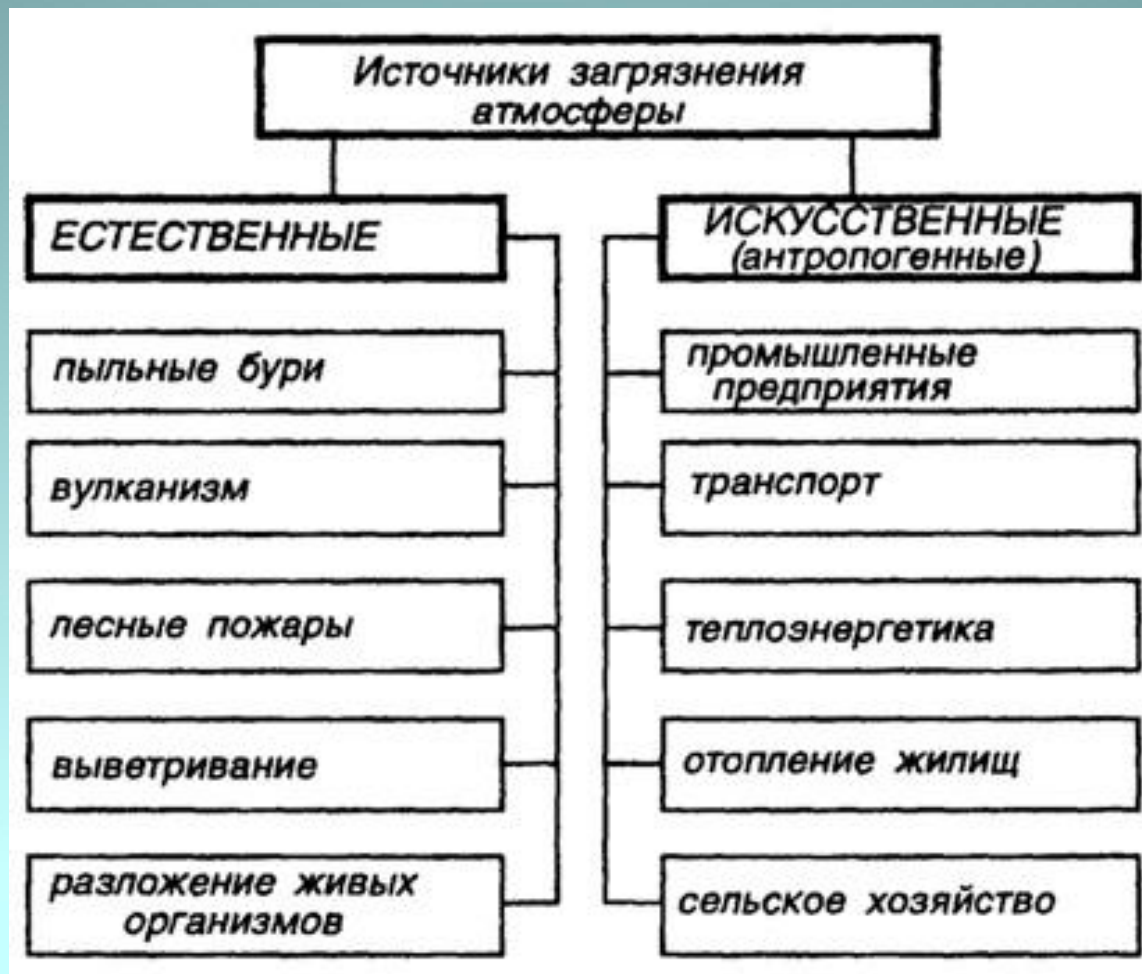 Источники загрязнения
атмосферы
ЕСТЕСТВЕННЫЕ
пыльные бури
вулканизм
лесные пожары
выветривание
разложение живых
организмов
ИСКУССТВЕННЫЕ
(антропогенные)
промышленные
предприятия
транспорт
теплоэнергетика
отопление жилищ
сельское хозяйство